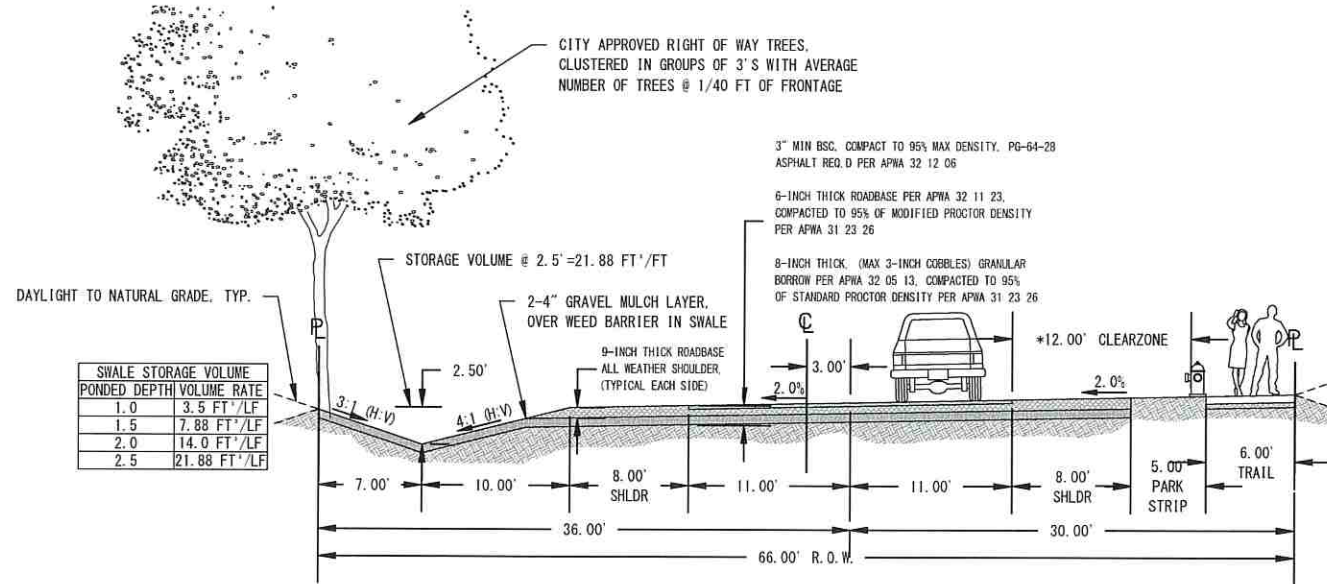 CITY APPROVED RIGHT OF WAY TREES,
CLUSTERED IN GROUPS OF 3'S WITH AVERAGE
NUMBER OF TREES @ 1/40 FT OF FRONTAGE
3" MIN BSC, COMPACT TO 95% MAX DENSITY, PG-64-28
ASPHALT REQ.D PER APWA 32 12 06
6-INCH THICK ROADBASE PER APWA 32 11 23,
COMPACTED TO 95% OF MODIFIED PROCTOR DENSITY
PER APWA 31 23 26
8-INCH THICK, (MAX 3-INCH COBBLES) GRANULAR
BORROW PER APWA 32 05 13, COMPACTED TO 95%
OF STANDARD PROCTOR DENSITY PER APWA 31 23 26
STORAGE VOLUME @ 2.5'=21.88 FT'/FT
DAYLIGHT TO NATURAL GRADE, TYP.
2-4" GRAVEL MULCH LAYER,
OVER WEED BARRIER IN SWALE
PL
CL
PL
9-INCH THICK ROADBASE
ALL WEATHER SHOULDER,
(TYPICAL EACH SIDE)
*12.00' CLEARZONE
3.00'
2.50'
2.0%
2.0%
3:1 (H:V)
4:1 (H:V)
SWALE STORAGE VOLUME
PONDED DEPTH VOLUME RATE
1.0 3.5 FT'/LF
1.5 7.88 FT'/LF
2.0 14.0 FT'/LF
2.5 21.88 FT'/LF
7.00'
10.00'
8.00'
SHLDR
11.00'
11.00'
8.00'
SHLDR
5.00'
PARK
STRIP
6.00'
TRAIL
36.00'
30.00'
66.00' R.O.W.